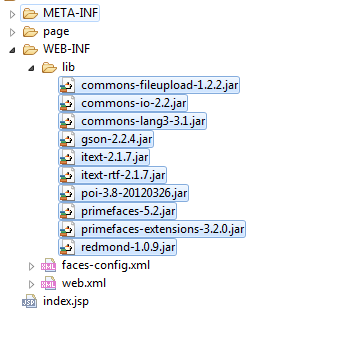 META-INF
page
WEB-INF
lib
commons-fileupload-1.2.2.jar
commons-io-2.2.jar
commons-lang3-3.1.jar
gson-2.2.4.jar
itext-2.1.7.jar
itext-rtf-2.1.7.jar
poi-3.8-20120326.jar
primefaces-5.2.jar
primefaces-extensions-3.2.0.jar
redmond-1.0.9.jar
faces-config.xml
web.xml
index.jsp